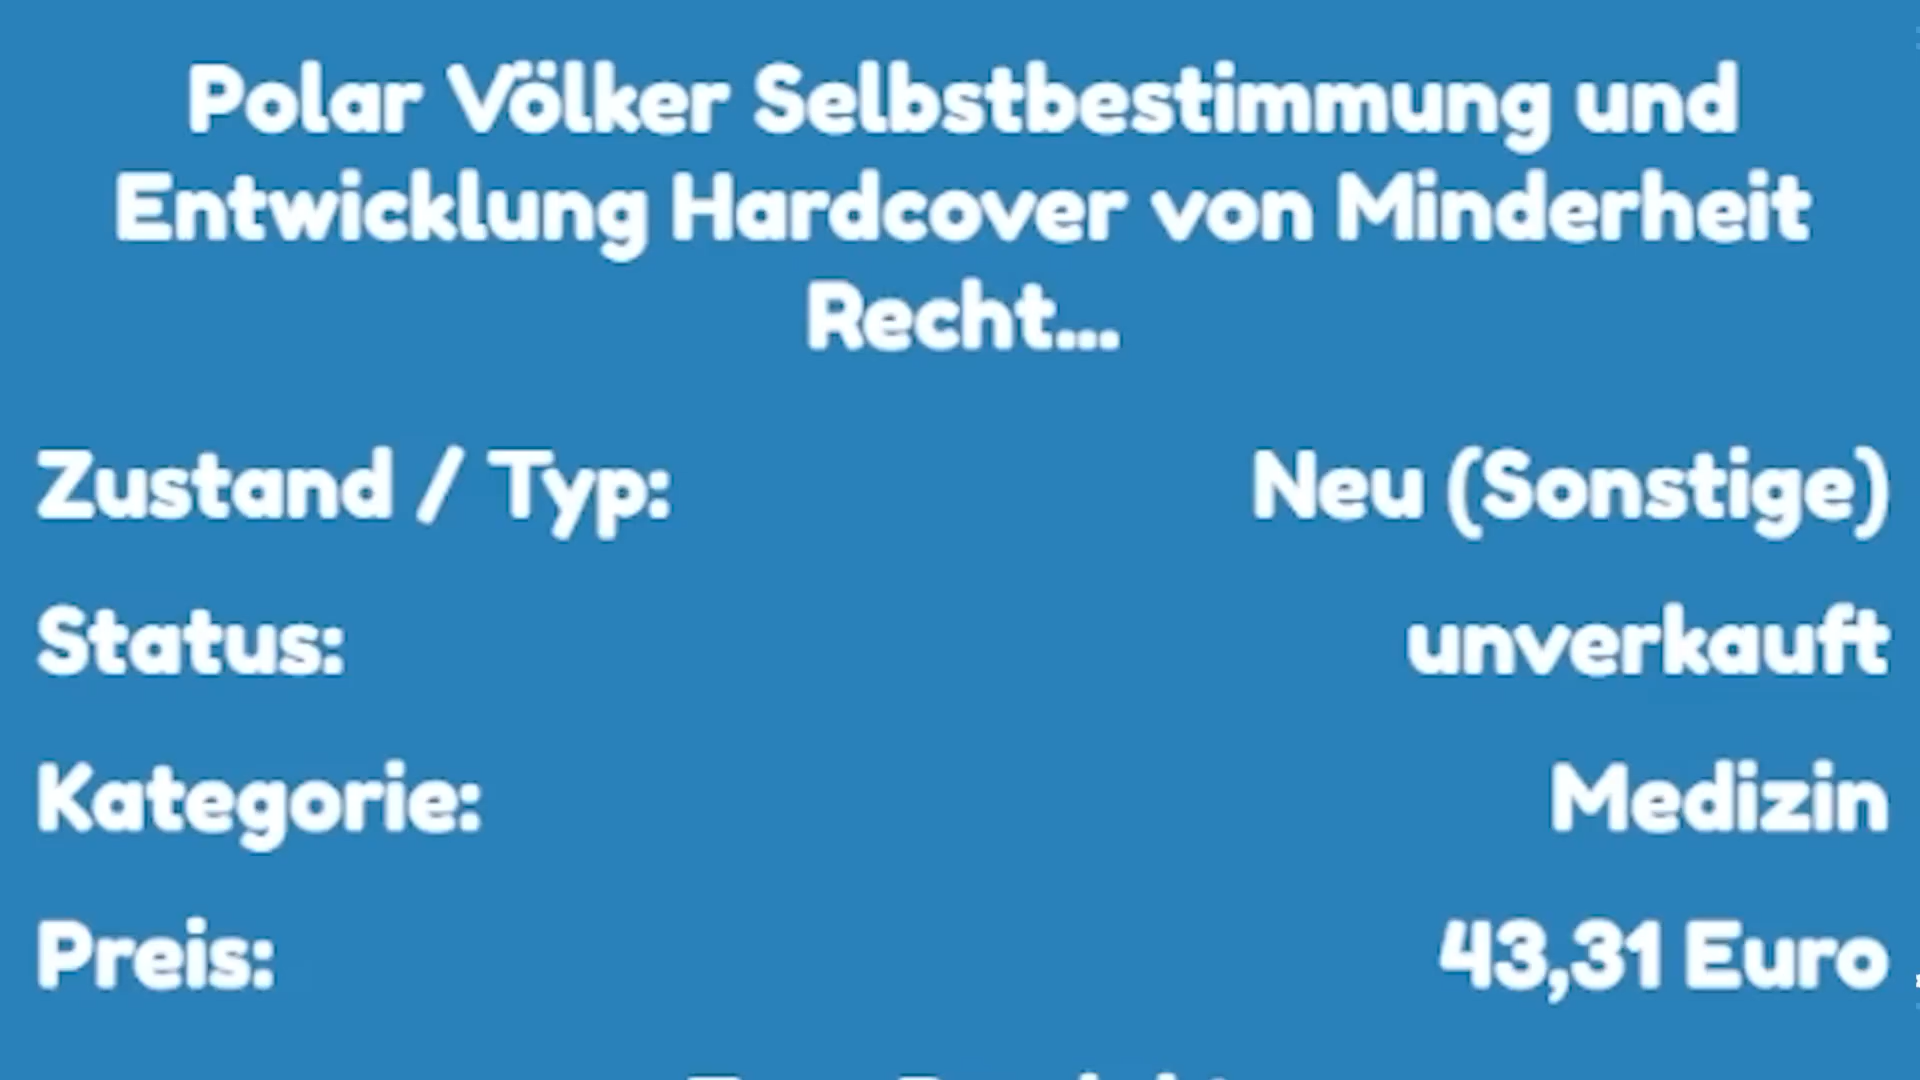 Polar Völker Selbstbestimmung und
Entwicklung Hardcover von Minderheit
Recht...
Zustand / Typ: Neu (Sonstige)
Status: unverkauft
Kategorie: Medizin
Preis: 43,31 Euro